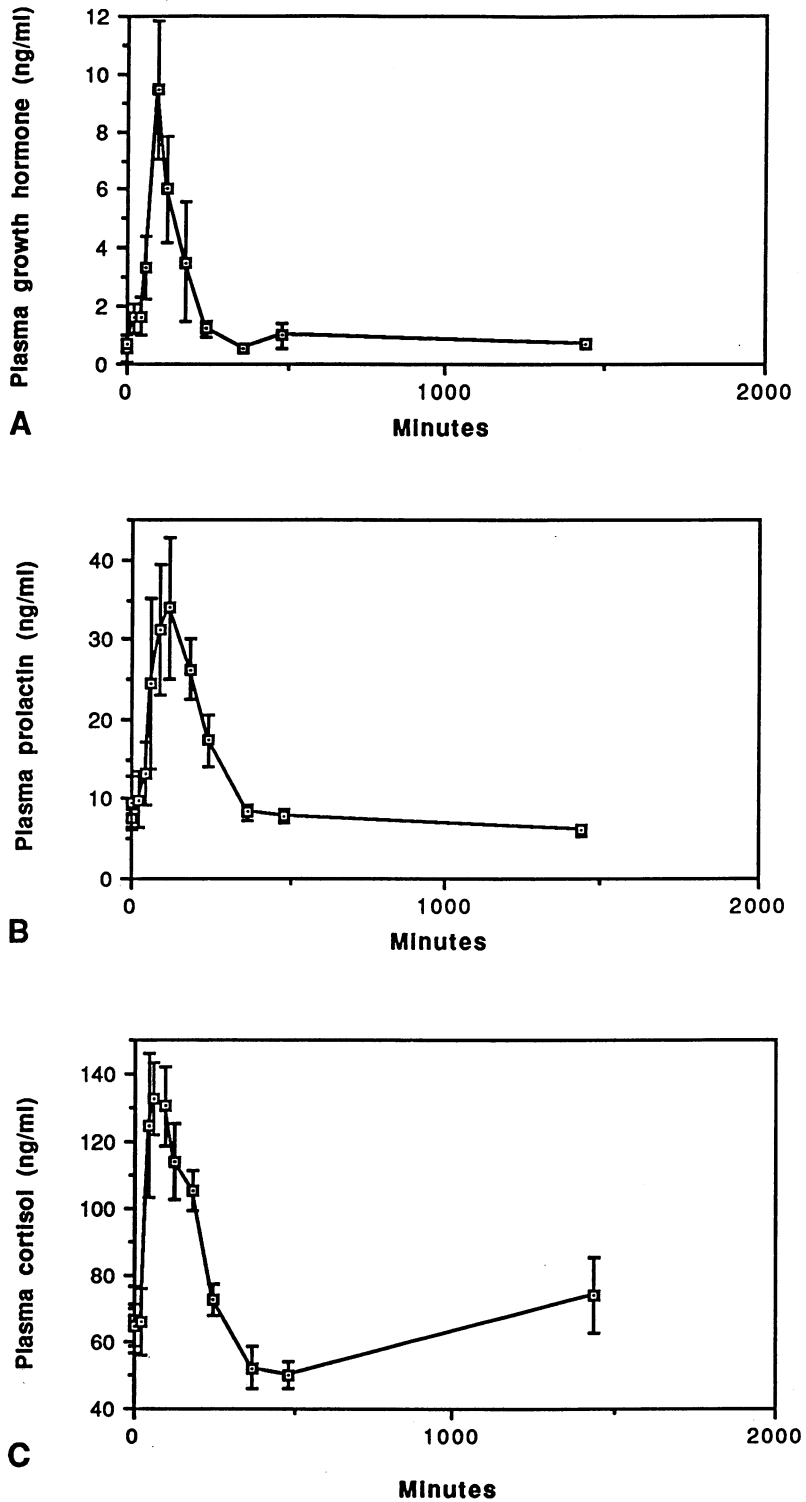 Plasma growth hormone (ng/ml)
12
10
8
6
4
2
0
0 1000 2000
Minutes
A
Plasma prolactin (ng/ml)
40
30
20
10
0
0 1000 2000
Minutes
B
Plasma cortisol (ng/ml)
140
120
100
80
60
40
0 1000 2000
Minutes
C